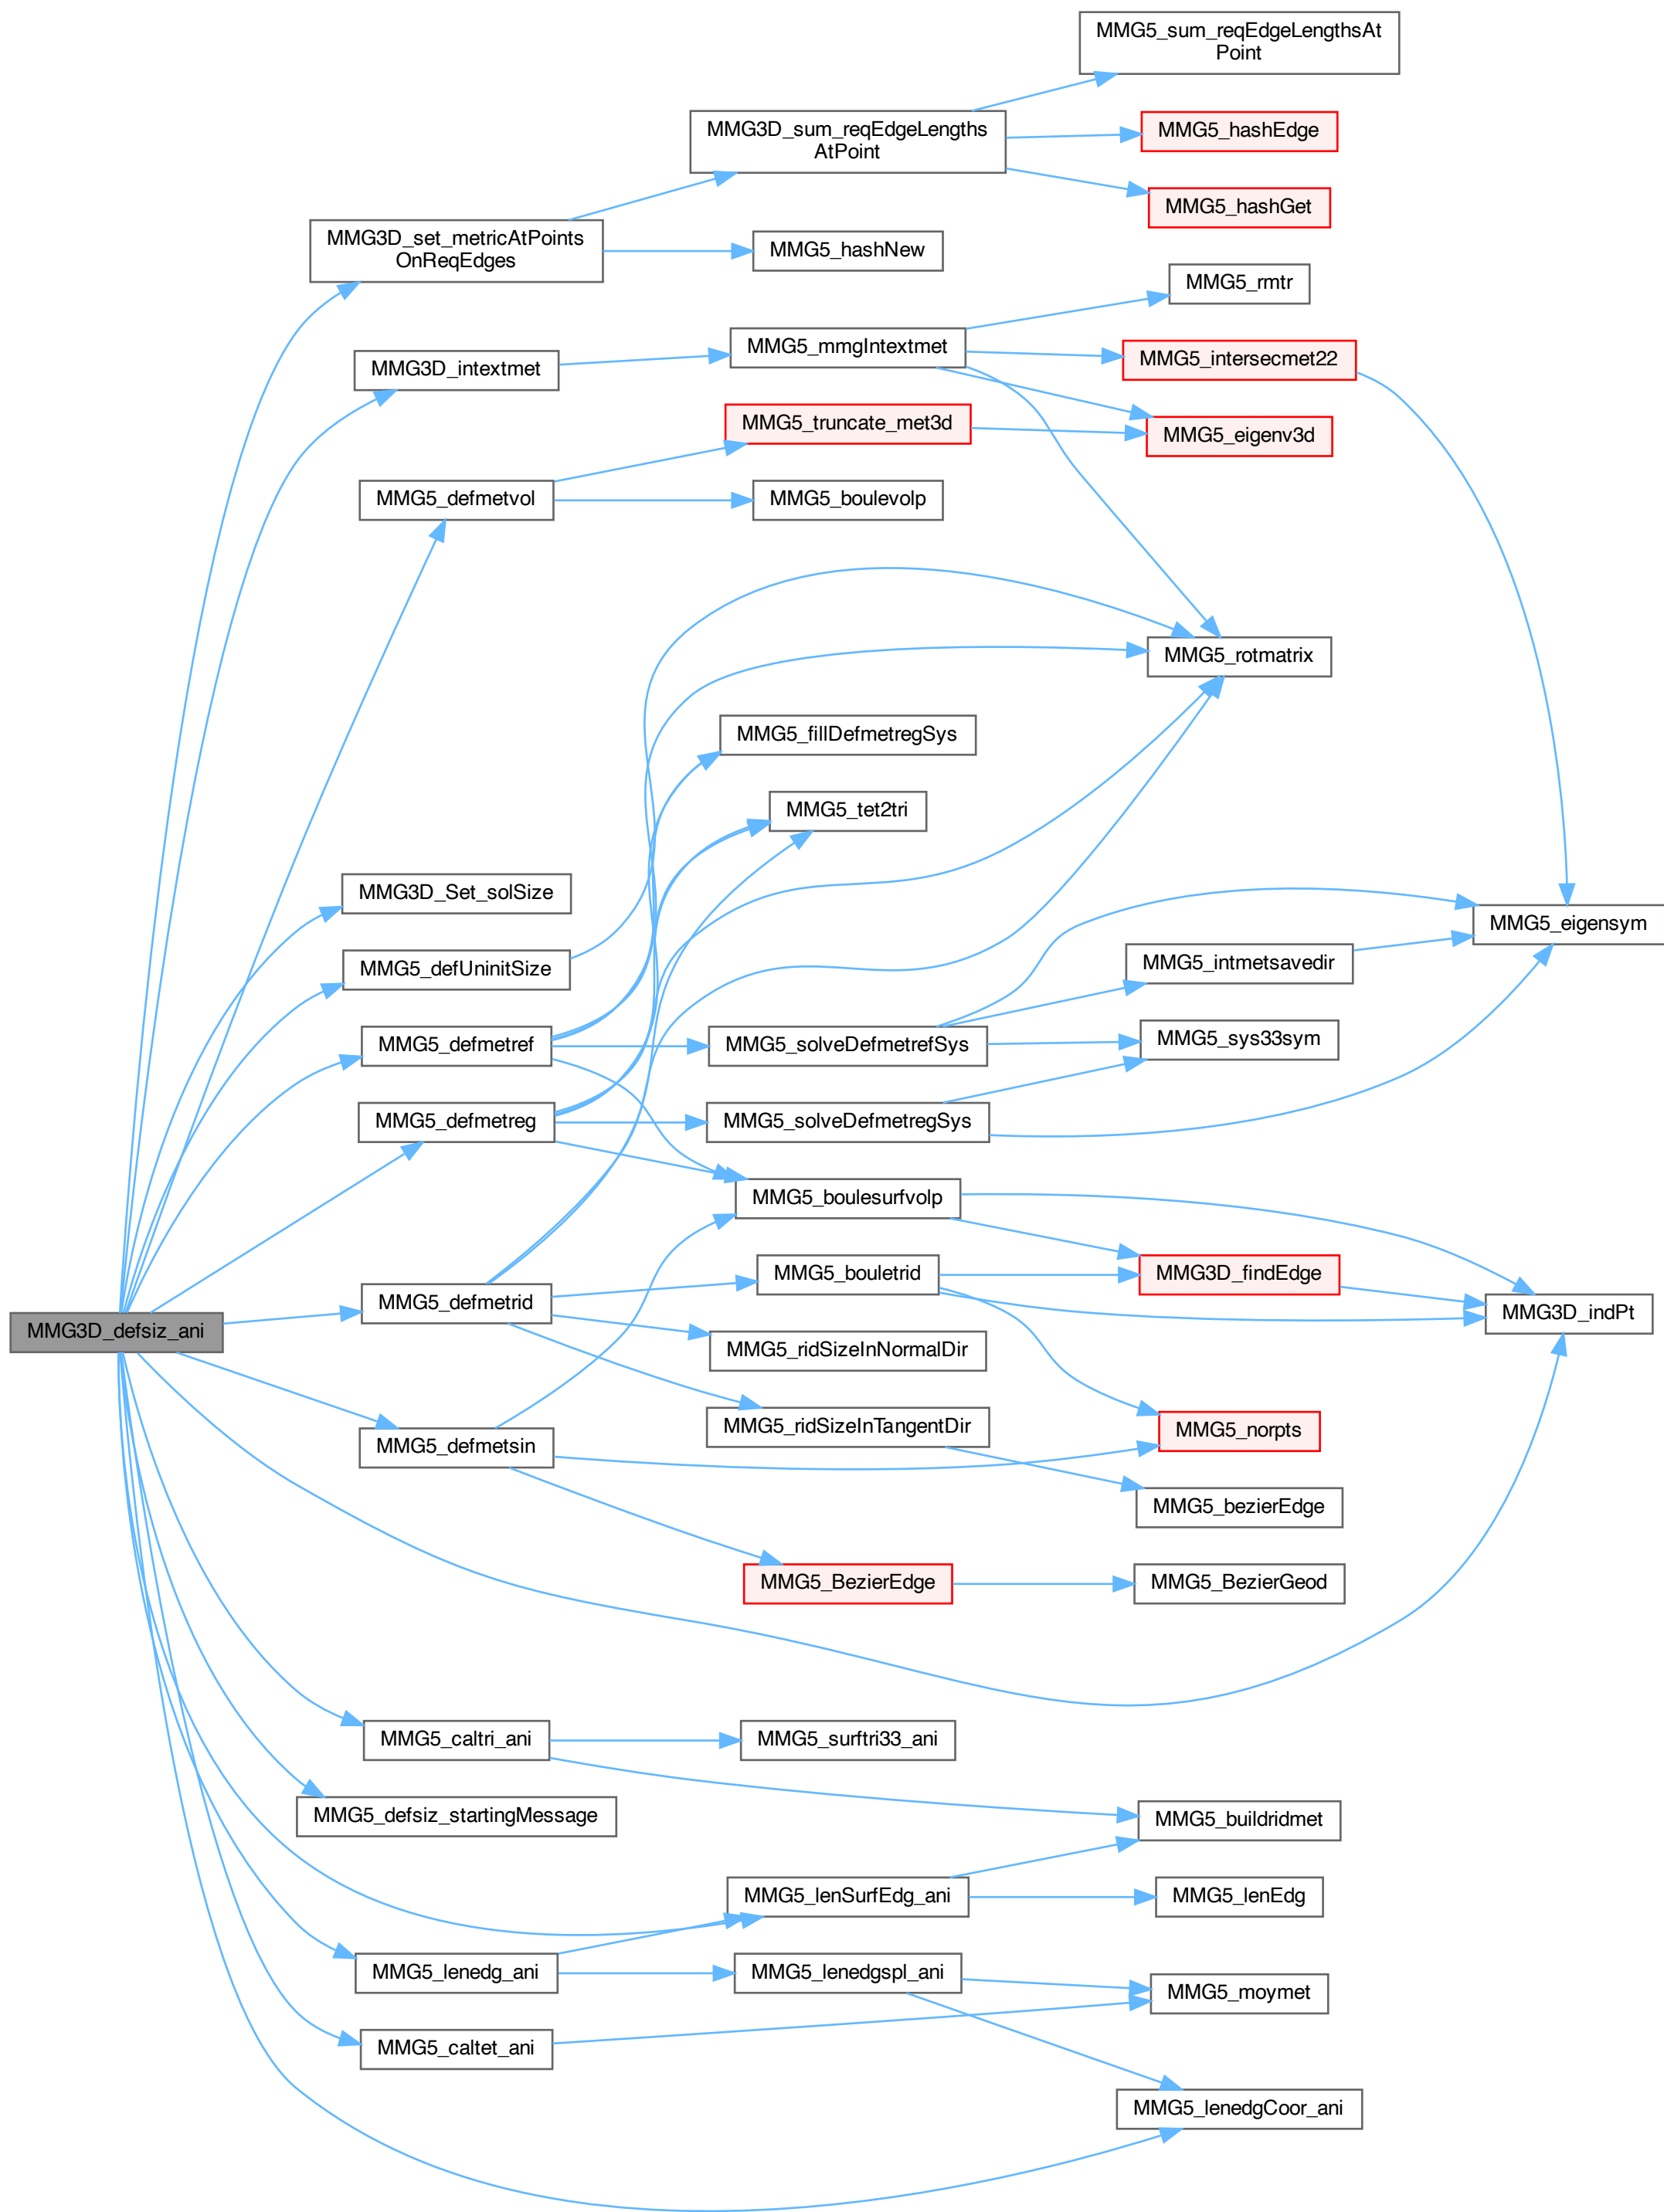 MMG5_sum_reqEdgeLengthsAt
Point
MMG3D_sum_reqEdgeLengths
AtPoint
MMG5_hashEdge
MMG5_hashGet
MMG3D_set_metricAtPoints
OnReqEdges
MMG5_hashNew
MMG5_rmtr
MMG5_mmgIntextmet
MMG5_intersecmet22
MMG3D_intextmet
MMG5_truncate_met3d
MMG5_eigenv3d
MMG5_defmetvol
MMG5_boulevolp
MMG5_rotmatrix
MMG5_fillDefmetregSys
MMG5_tet2tri
MMG3D_Set_solSize
MMG5_eigensym
MMG5_defUninitSize
MMG5_intmetsavedir
MMG5_defmetref
MMG5_solveDefmetrefSys
MMG5_sys33sym
MMG5_defmetreg
MMG5_solveDefmetregSys
MMG5_boulesurfvolp
MMG5_bouletrid
MMG3D_findEdge
MMG5_defmetrid
MMG3D_indPt
MMG3D_defsiz_ani
MMG5_ridSizeInNormalDir
MMG5_ridSizeInTangentDir
MMG5_norpts
MMG5_defmetsin
MMG5_bezierEdge
MMG5_BezierEdge
MMG5_BezierGeod
MMG5_caltri_ani
MMG5_surftri33_ani
MMG5_defsiz_startingMessage
MMG5_buildridmet
MMG5_lenSurfEdg_ani
MMG5_lenEdg
MMG5_lenedg_ani
MMG5_lenedgspl_ani
MMG5_moymet
MMG5_caltet_ani
MMG5_lenedgCoor_ani